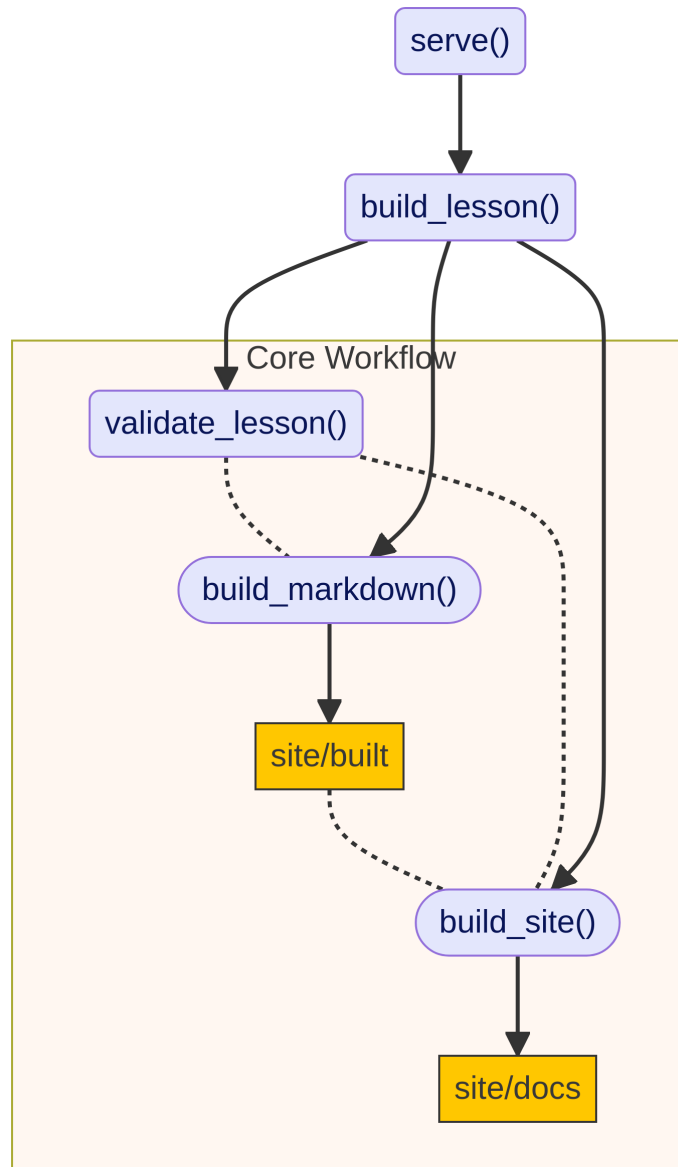 serve()
build_lesson()
Core Workflow
validate_lesson()
build_markdown()
site/built
build_site()
site/docs